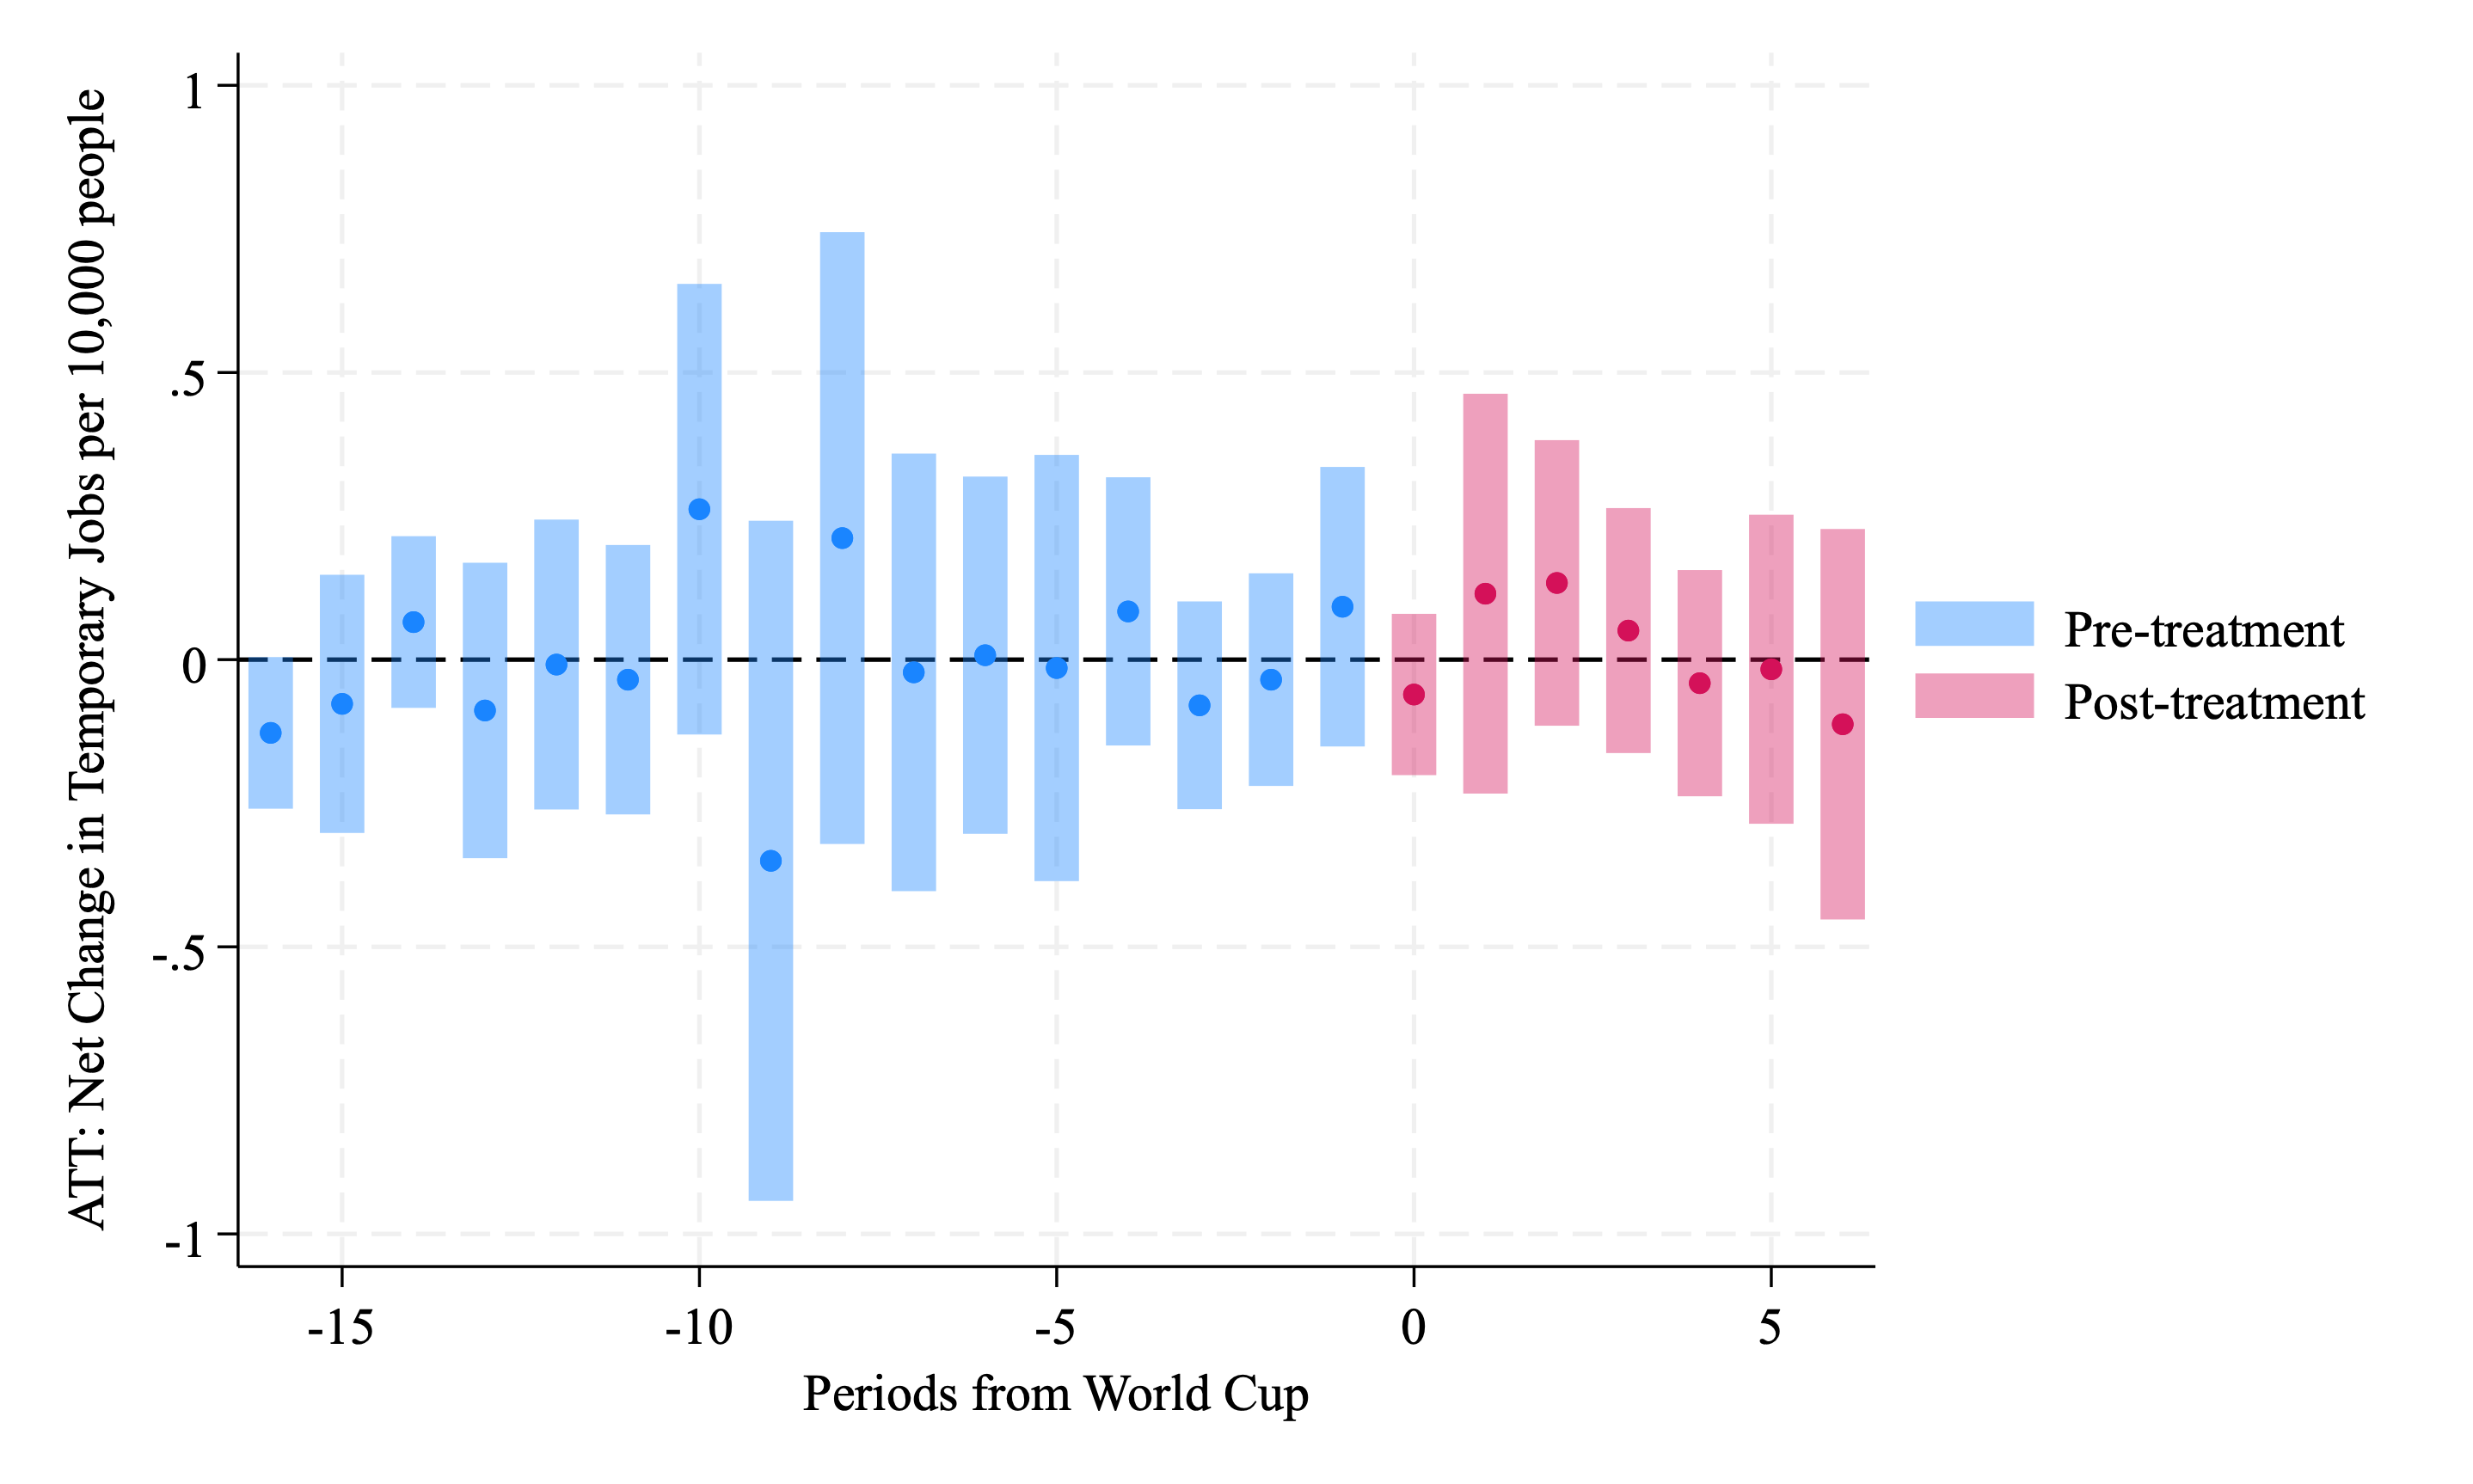 ATT: Net Change in Temporary Jobs per 10,000 people
1
.5
0
-.5
-1
-15 -10 -5 0 5
Periods from World Cup
Pre-treatment
Post-treatment